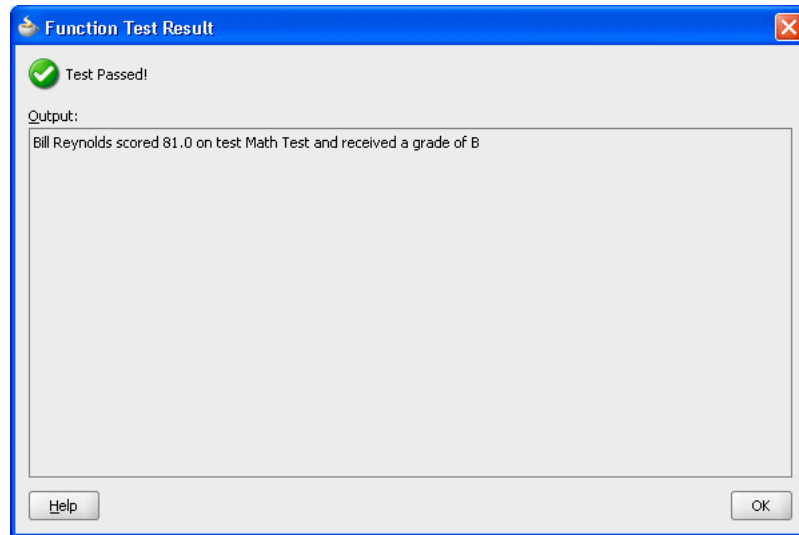 Function Test Result
Test Passed!
Output:
Bill Reynolds scored 81.0 on test Math Test and received a grade of B
Help
OK